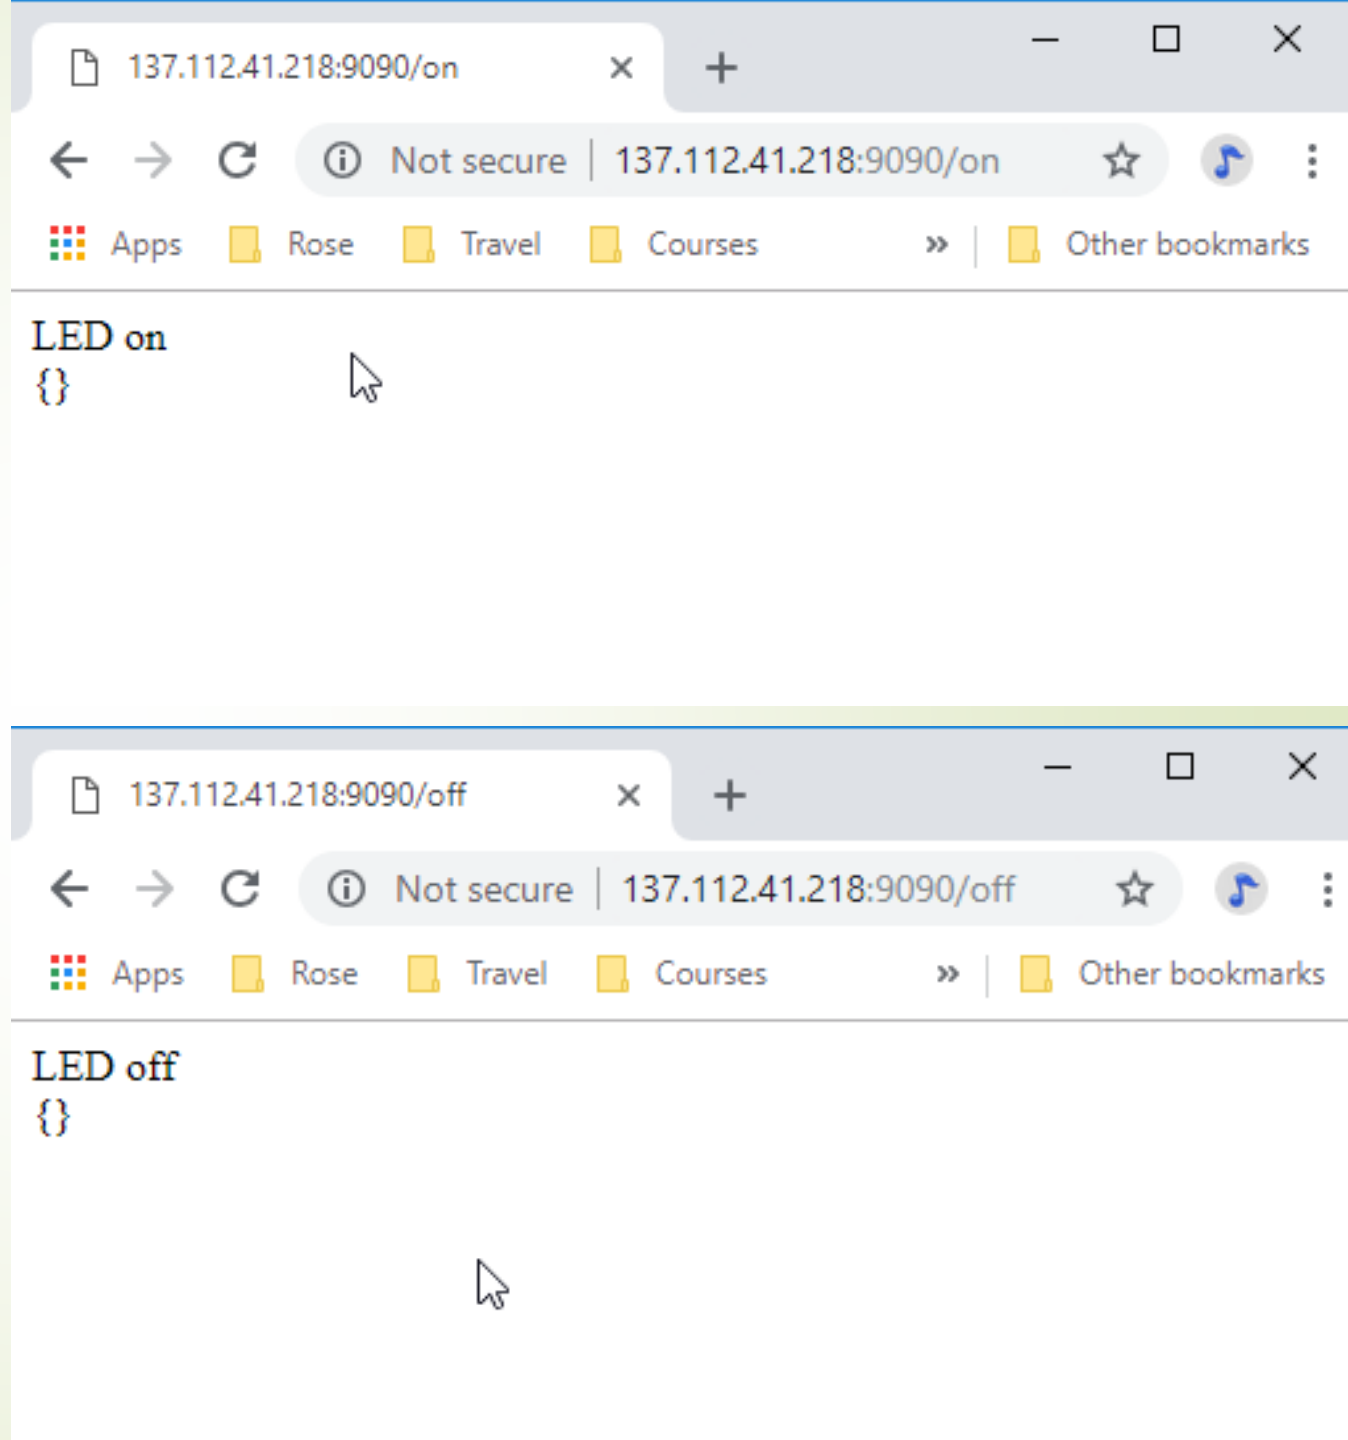 137.112.41.218:9090/on
Not secure | 137.112.41.218:9090/on
Apps Rose Travel Courses » Other bookmarks
LED on
{}
137.112.41.218:9090/off
Not secure | 137.112.41.218:9090/off
Apps Rose Travel Courses » Other bookmarks
LED off
{}